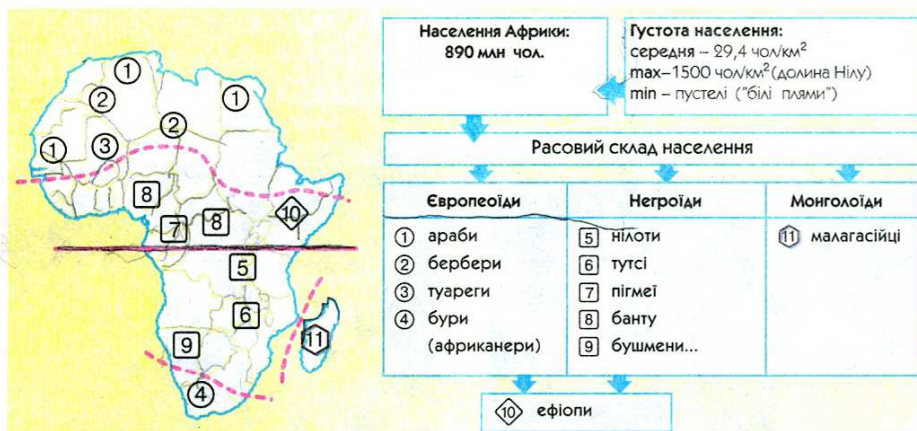 Населення Африки:
890 млн чол.
Густота населення:
середня – 29,4 чол/км²
max–1500 чол/км² (долина Нілу)
min – пустелі ("білі плями")
Расовий склад населення
Європеоїди
1 араби
2 бербери
3 туареги
4 бури
(африканери)
Негроїди
5 нілоти
6 тутсі
7 пігмеї
8 банту
9 бушмени...
Монголоїди
11 малагасійці
10 ефіопи
1
1
2
2
1
3
8
10
7
8
5
6
11
9
4